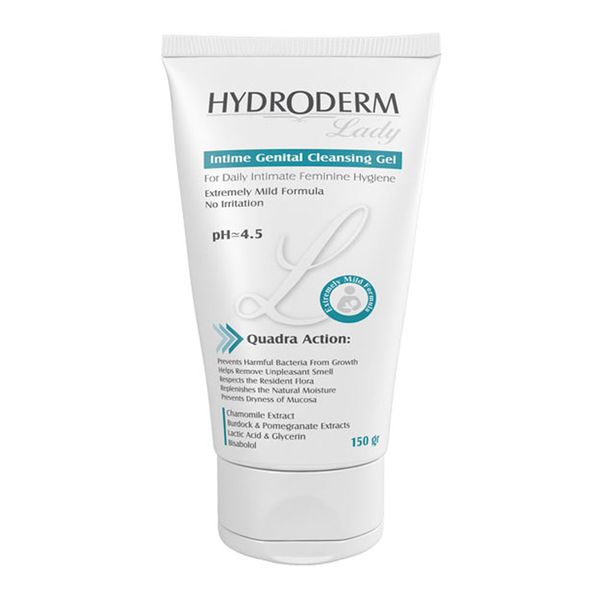 HYDRODERM
Lady
Intime Genital Cleansing Gel
For Daily Intimate Feminine Hygiene
Extremely Mild Formula
No Irritation
pH≃4.5
L
Extremely Mild Formula
Quadra Action:
Prevents Harmful Bacteria From Growth
Helps Remove Unpleasant Smell
Respects the Resident Flora
Replenishes the Natural Moisture
Prevents Dryness of Mucosa
Chamomile Extract
Burdock & Pomegranate Extracts
Lactic Acid & Glycerin
Bisabolol
150 gr